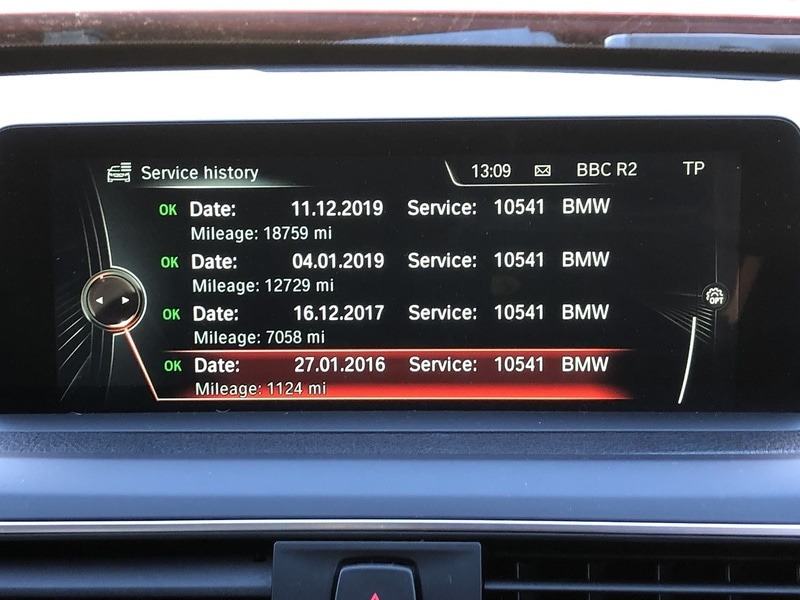 Service history
13:09 BBC R2 TP
OK Date: 11.12.2019 Service: 10541 BMW
Mileage: 18759 mi
OK Date: 04.01.2019 Service: 10541 BMW
Mileage: 12729 mi
OK Date: 16.12.2017 Service: 10541 BMW
Mileage: 7058 mi
OK Date: 27.01.2016 Service: 10541 BMW
Mileage: 1124 mi
OPT